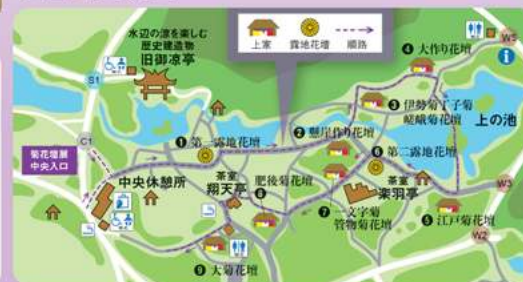 水辺の涼を楽しむ
歴史建造物
旧御凉亭
上家
露地花壇
順路
W5
S1
❹ 大作り花壇
i
❸ 伊勢菊丁子菊
嵯峨菊花壇
上の池
C1
❶ 第一露地花壇
❷ 懸崖作り花壇
菊花壇展
中央入口
❻ 第二露地花壇
中央休憩所
茶室
翔天亭
肥後菊花壇
❽
茶室
楽羽亭
W3
❼ 一文字菊
管物菊花壇
❺ 江戸菊花壇
W2
❾ 大菊花壇